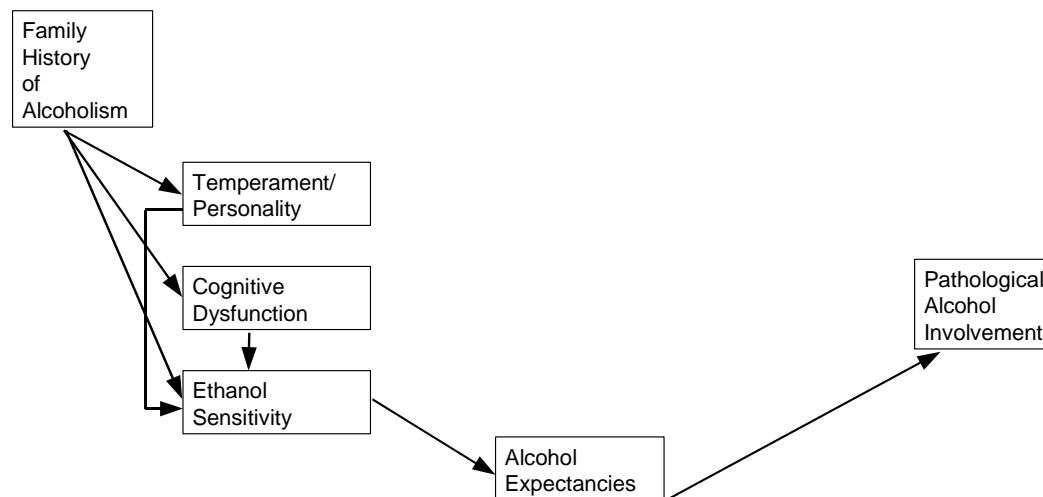 Family
History
of
Alcoholism
Temperament/
Personality
Cognitive
Dysfunction
Ethanol
Sensitivity
Alcohol
Expectancies
Pathological
Alcohol
Involvement